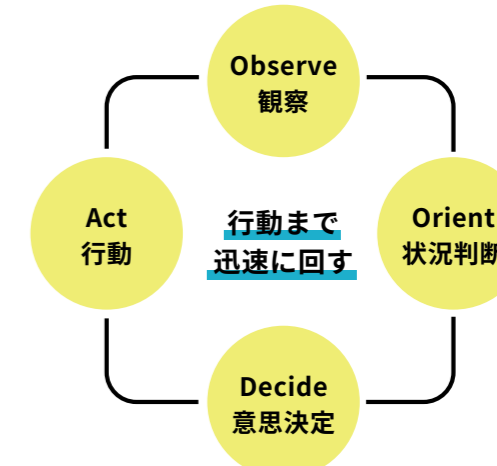 Observe
観察
Act
行動
行動まで
迅速に回す
Orient
状況判断
Decide
意思決定